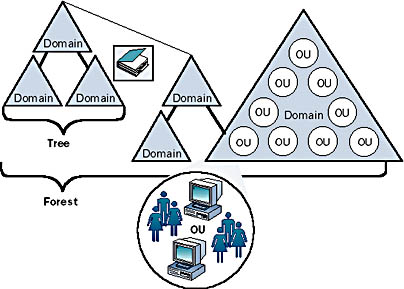 Domain
Domain Domain
Tree
Domain
Domain
OU
OU OU
OU Domain OU
OU OU OU OU
Forest
OU